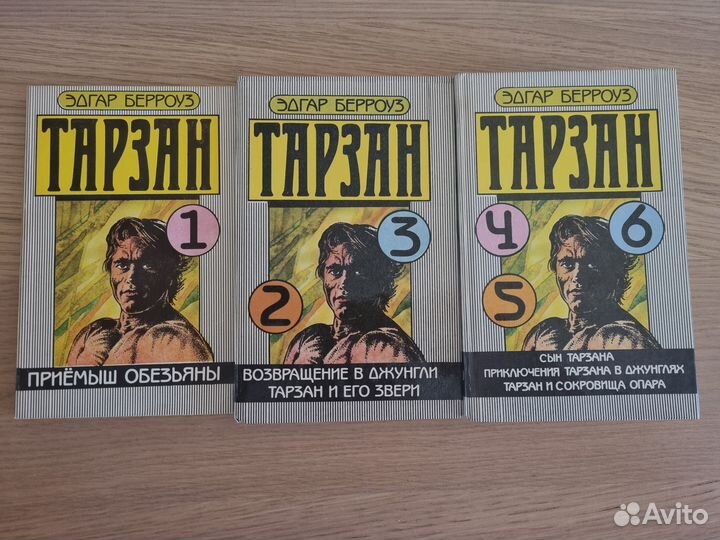 ЭДГАР БЕРРОУЗ
ТАРЗАН
1
ПРИЁМЫШ ОБЕЗЬЯНЫ
ЭДГАР БЕРРОУЗ
ТАРЗАН
3
2
ВОЗВРАЩЕНИЕ В ДЖУНГЛИ
ТАРЗАН И ЕГО ЗВЕРИ
ЭДГАР БЕРРОУЗ
ТАРЗАН
4 6
5
СЫН ТАРЗАНА
ПРИКЛЮЧЕНИЯ ТАРЗАНА В ДЖУНГЛЯХ
ТАРЗАН И СОКРОВИЩА ОПАРА
Avito